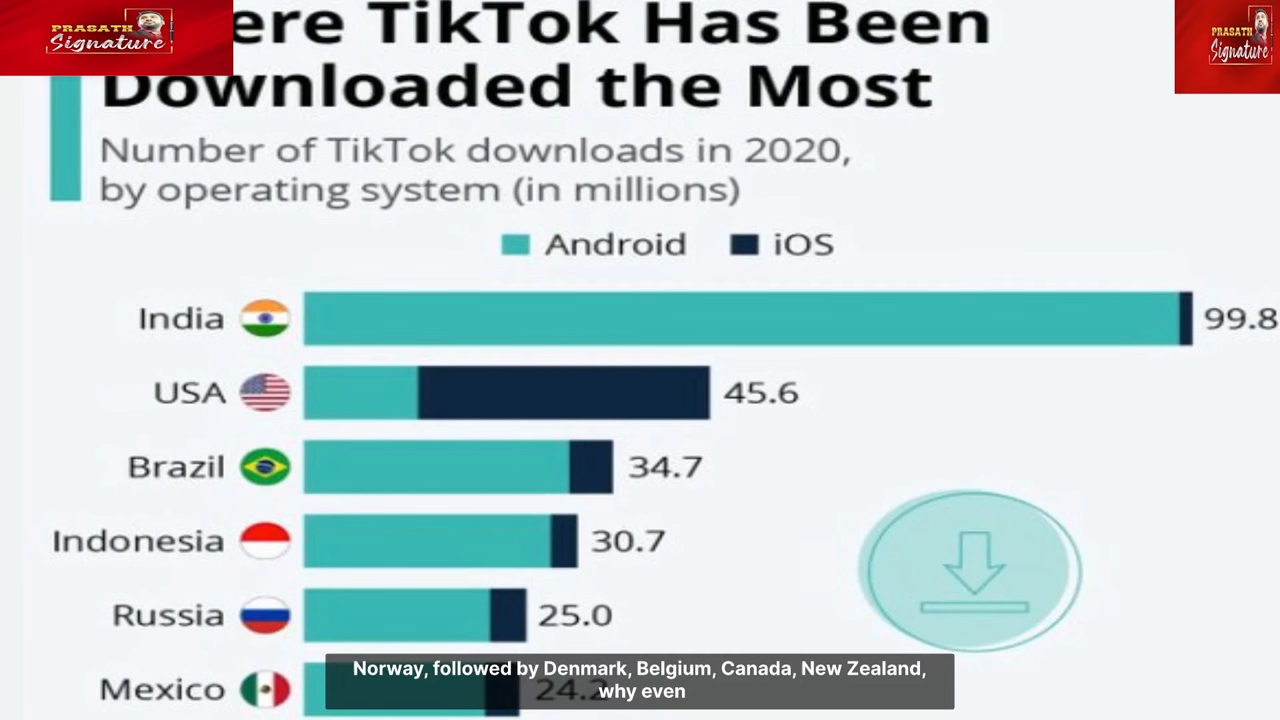 PRASATH
Signature
PRASATH
Signature
ere TikTok Has Been
Downloaded the Most
Number of TikTok downloads in 2020,
by operating system (in millions)
Android iOS
India 99.8
USA 45.6
Brazil 34.7
Indonesia 30.7
Russia 25.0
Mexico 24.2
Norway, followed by Denmark, Belgium, Canada, New Zealand,
why even